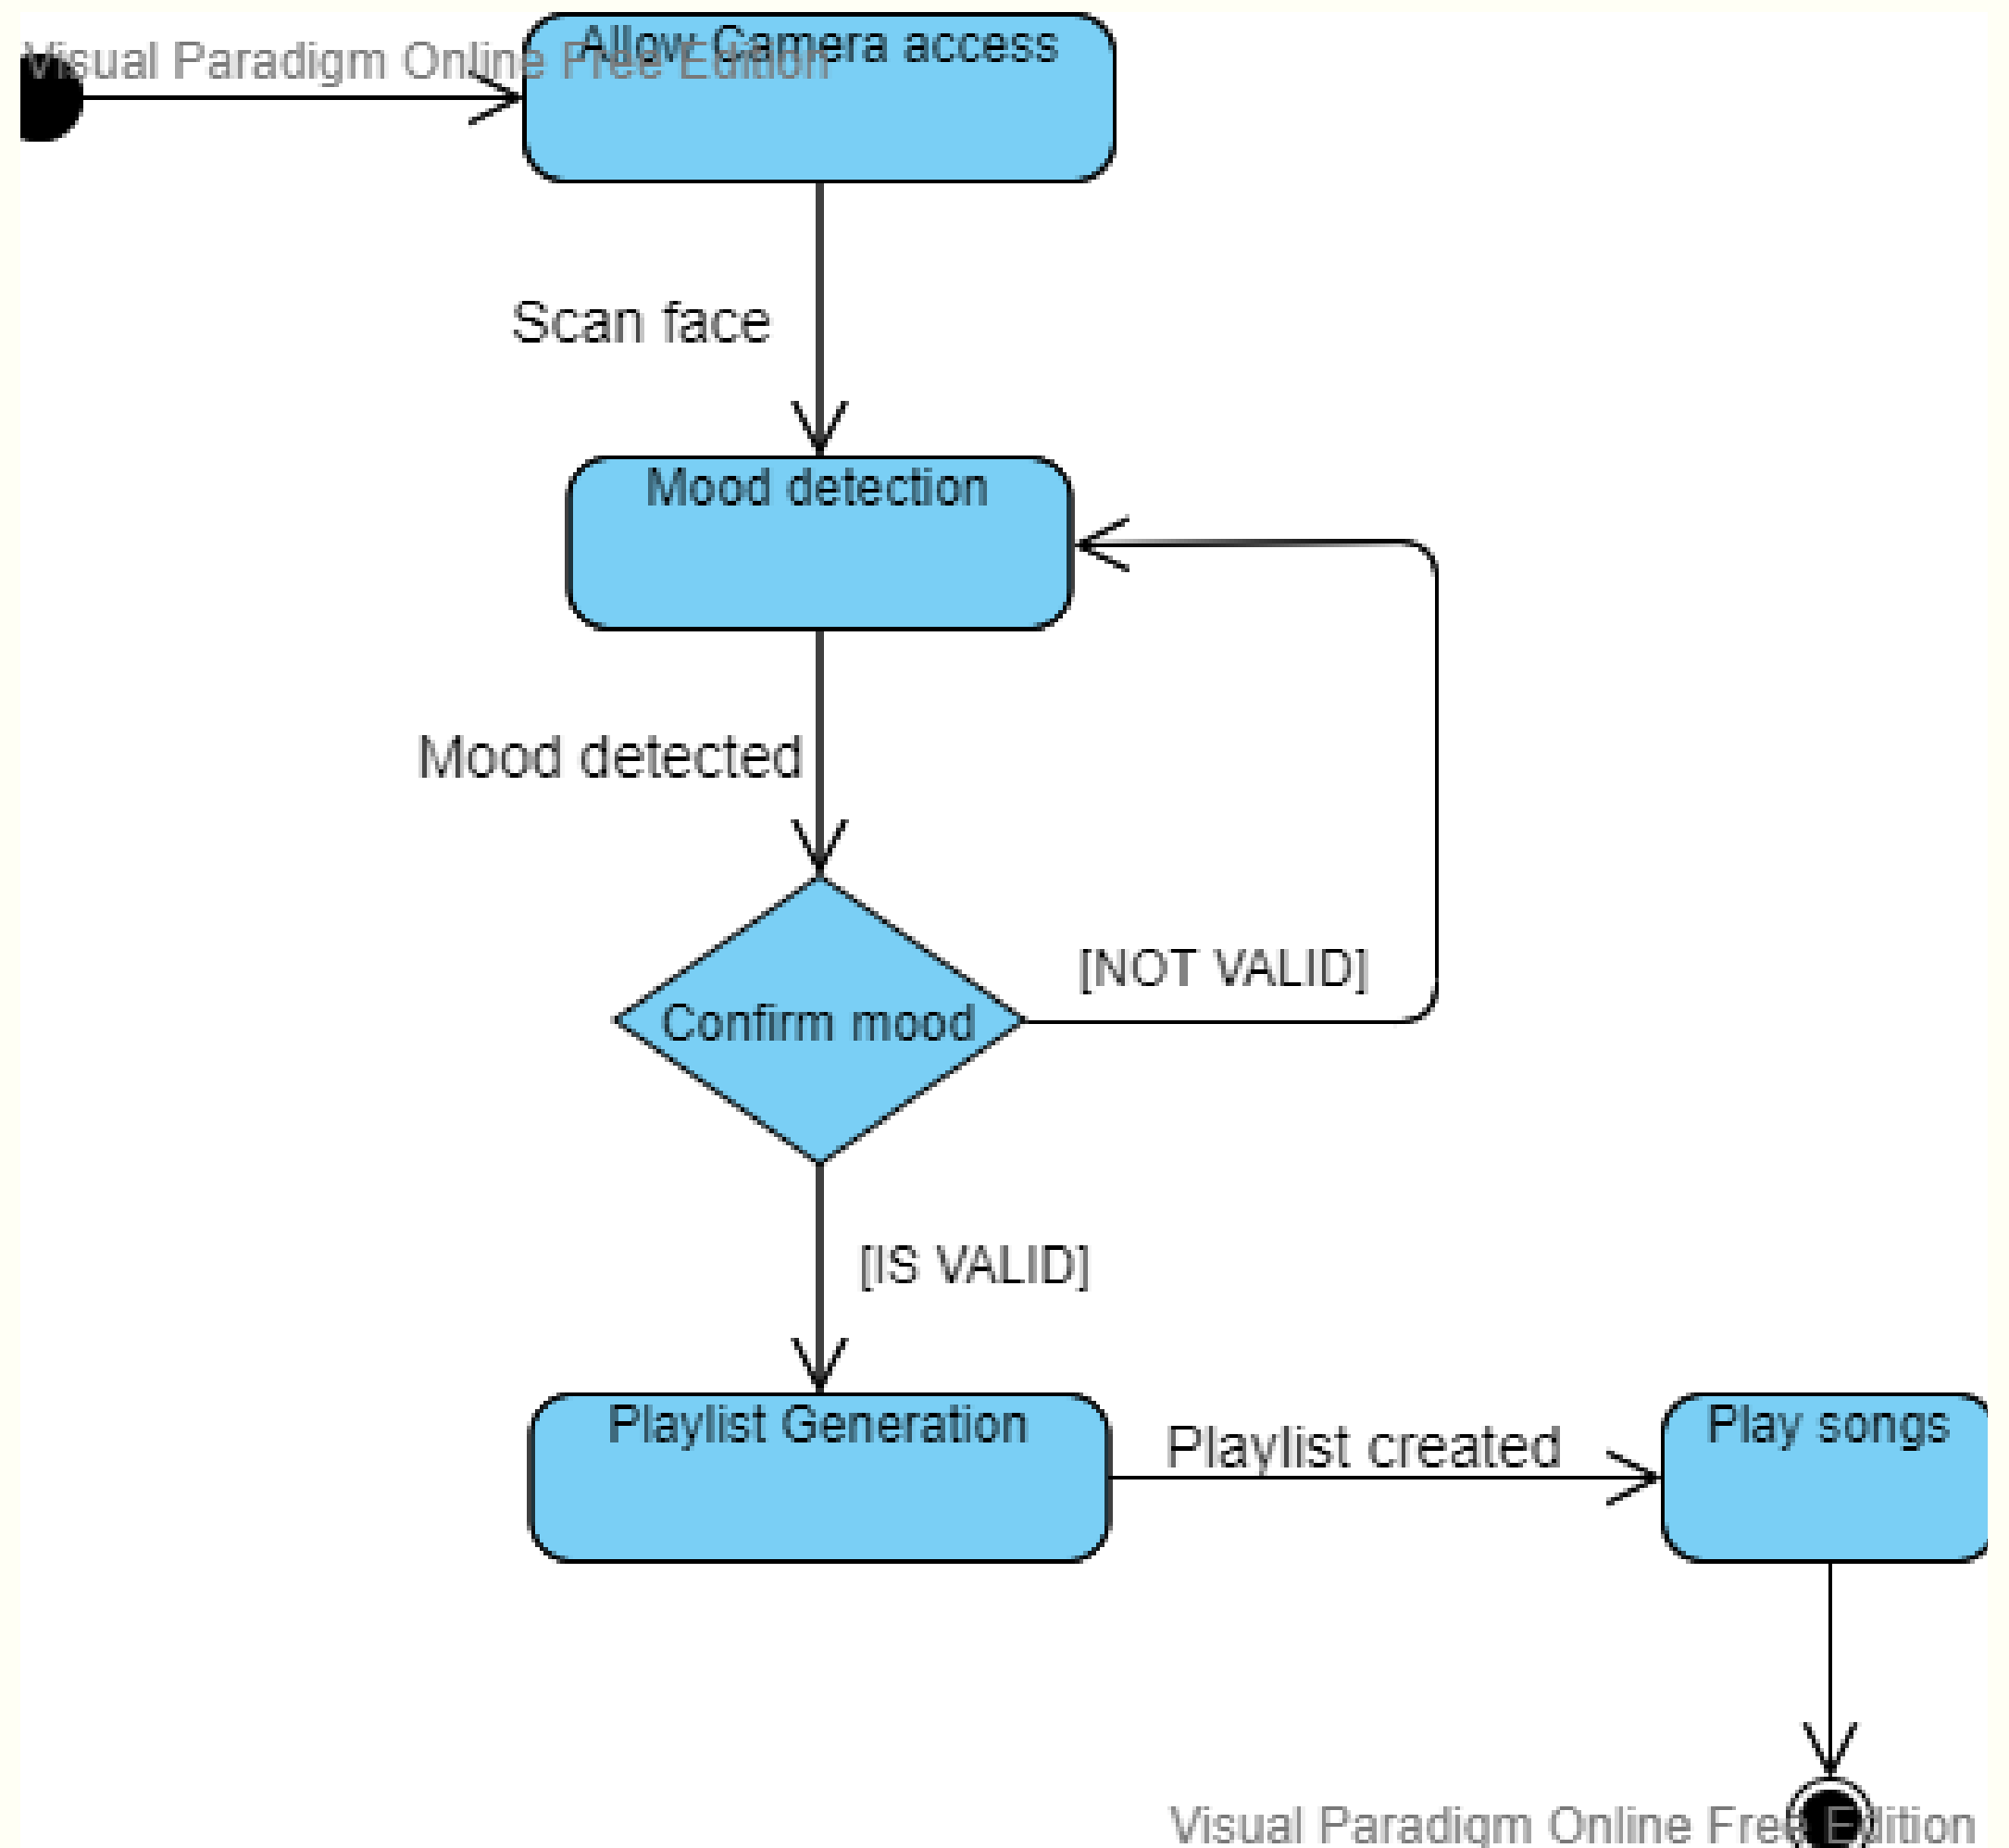 Visual Paradigm Online Free Edition
Allow Camera access
Scan face
Mood detection
Mood detected
[NOT VALID]
Confirm mood
[IS VALID]
Playlist Generation
Playlist created
Play songs
Visual Paradigm Online Free Edition